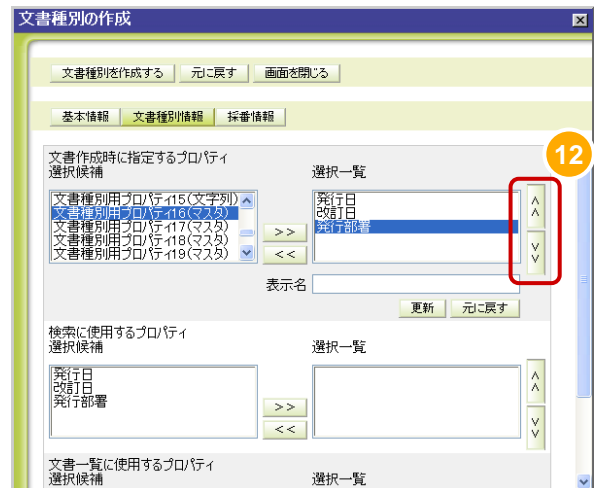 文書種別の作成
文書種別を作成する 元に戻す 画面を閉じる
基本情報 文書種別情報 採番情報
文書作成時に指定するプロパティ
選択候補 選択一覧
12
文書種別用プロパティ15(文字列)
文書種別用プロパティ16(マスタ)
文書種別用プロパティ17(マスタ)
文書種別用プロパティ18(マスタ)
文書種別用プロパティ19(マスタ)
>>
<<
発行日
改訂日
発行部署
表示名
更新 元に戻す
検索に使用するプロパティ
選択候補 選択一覧
発行日
改訂日
発行部署
>>
<<
文書一覧に使用するプロパティ
選択候補 選択一覧